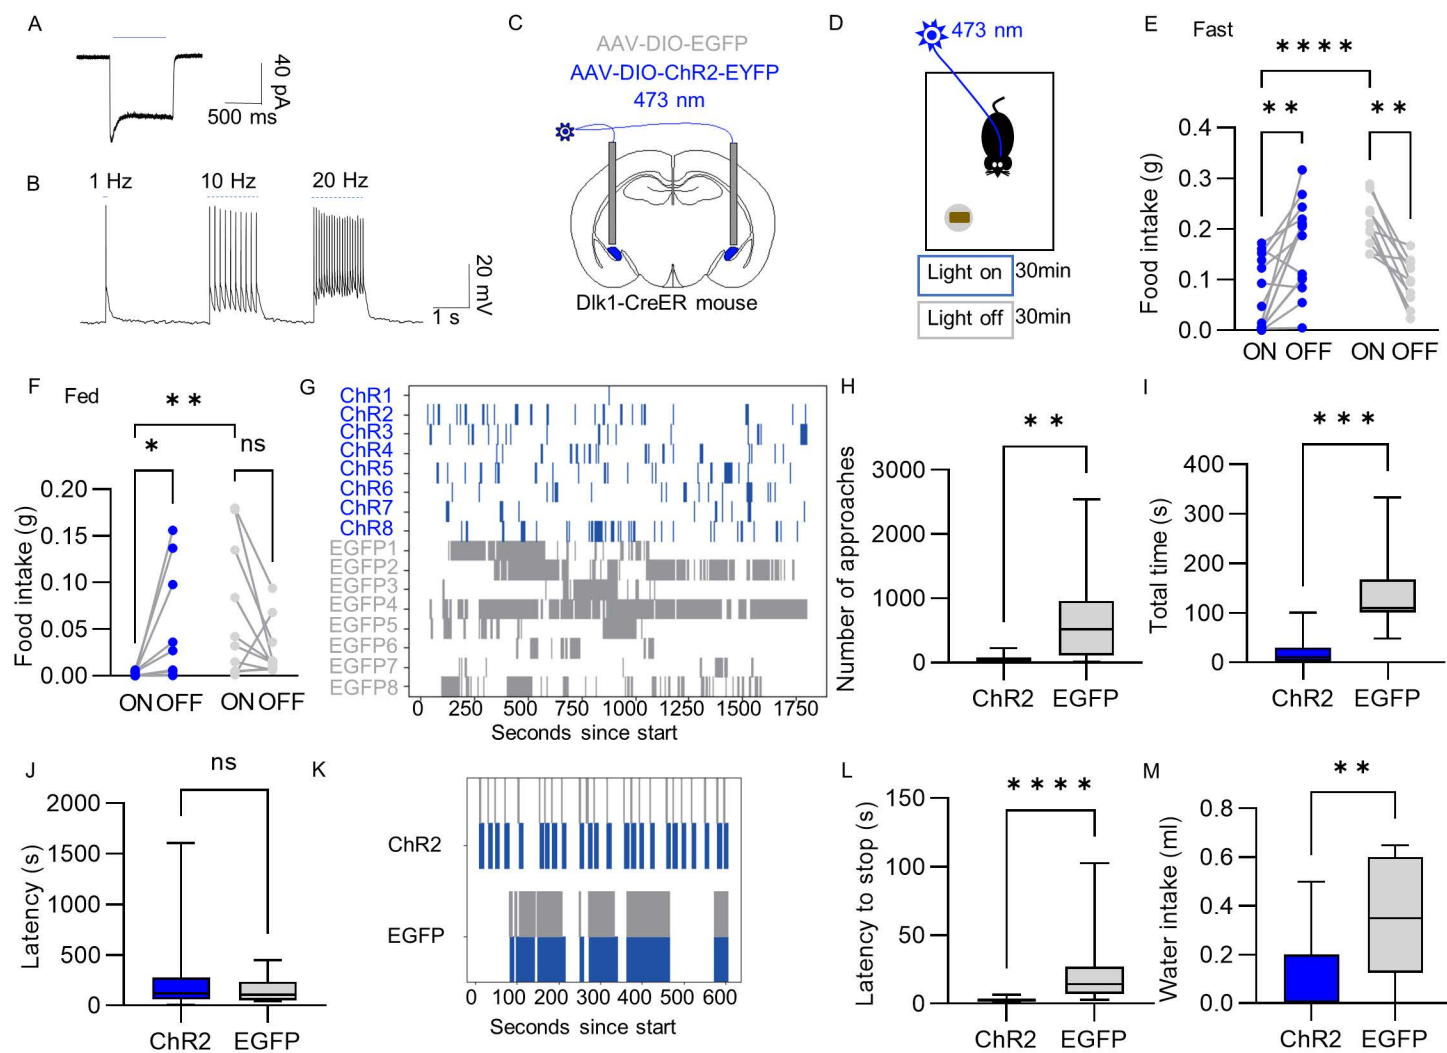 A
40 pA
500 ms
B
1 Hz
10 Hz
20 Hz
20 mV
1 s
C
AAV-DIO-EGFP
AAV-DIO-ChR2-EYFP
473 nm
Dlk1-CreER mouse
D
473 nm
Light on 30min
Light off 30min
E
Fast
****
** **
Food intake (g)
0.4
0.3
0.2
0.1
0.0
ON OFF ON OFF
F
Fed
**
* ns
Food intake (g)
0.20
0.15
0.10
0.05
0.00
ON OFF ON OFF
G
ChR1
ChR2
ChR3
ChR4
ChR5
ChR6
ChR7
ChR8
EGFP1
EGFP2
EGFP3
EGFP4
EGFP5
EGFP6
EGFP7
EGFP8
0 250 500 750 1000 1250 1500 1750
Seconds since start
H
**
Number of approaches
3000
2000
1000
0
ChR2 EGFP
I
***
Total time (s)
400
300
200
100
0
ChR2 EGFP
J
ns
Latency (s)
2000
1500
1000
500
0
ChR2 EGFP
K
ChR2
EGFP
0 100 200 300 400 500 600
Seconds since start
L
****
Latency to stop (s)
150
100
50
0
ChR2 EGFP
M
**
Water intake (ml)
0.8
0.6
0.4
0.2
0.0
ChR2 EGFP